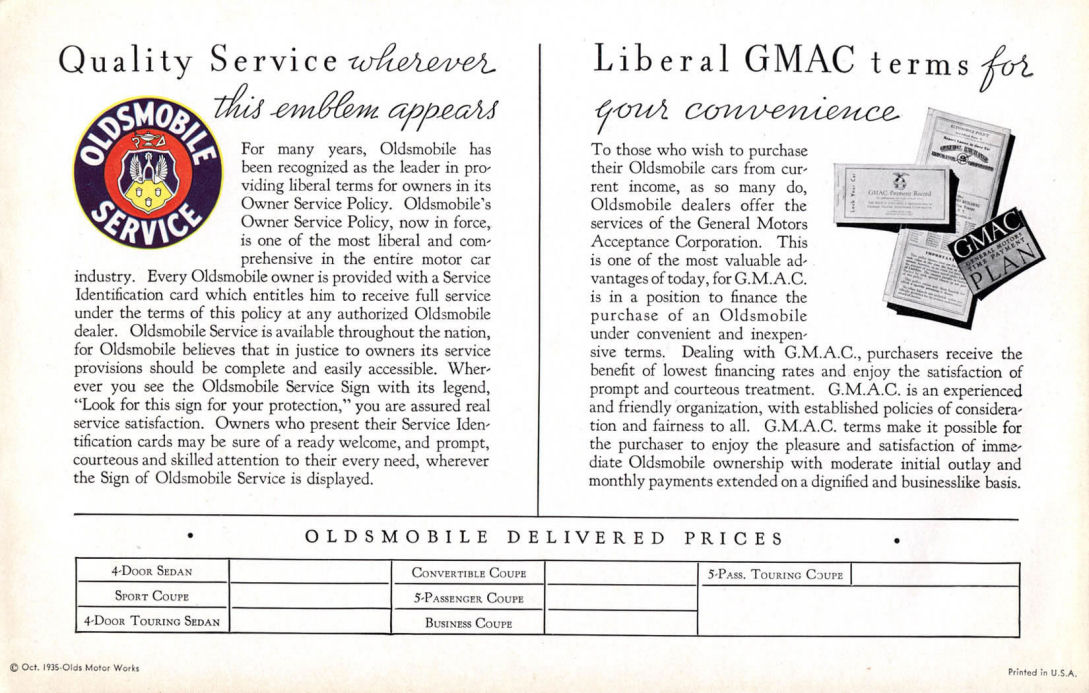 Quality Service wherever
this emblem appears
OLDSMOBILE
SERVICE
For many years, Oldsmobile has
been recognized as the leader in pro-
viding liberal terms for owners in its
Owner Service Policy. Oldsmobile's
Owner Service Policy, now in force,
is one of the most liberal and com-
prehensive in the entire motor car
industry. Every Oldsmobile owner is provided with a Service
Identification card which entitles him to receive full service
under the terms of this policy at any authorized Oldsmobile
dealer. Oldsmobile Service is available throughout the nation,
for Oldsmobile believes that in justice to owners its service
provisions should be complete and easily accessible. Wher-
ever you see the Oldsmobile Service Sign with its legend,
"Look for this sign for your protection," you are assured real
service satisfaction. Owners who present their Service Iden-
tification cards may be sure of a ready welcome, and prompt,
courteous and skilled attention to their every need, wherever
the Sign of Oldsmobile Service is displayed.
Liberal GMAC terms for
your convenience
To those who wish to purchase
their Oldsmobile cars from cur-
rent income, as so many do,
Oldsmobile dealers offer the
services of the General Motors
Acceptance Corporation. This
is one of the most valuable ad-
vantages of today, for G.M.A.C.
is in a position to finance the
purchase of an Oldsmobile
under convenient and inexpen-
sive terms. Dealing with G.M.A.C., purchasers receive the
benefit of lowest financing rates and enjoy the satisfaction of
prompt and courteous treatment. G.M.A.C. is an experienced
and friendly organization, with established policies of considera-
tion and fairness to all. G.M.A.C. terms make it possible for
the purchaser to enjoy the pleasure and satisfaction of imme-
diate Oldsmobile ownership with moderate initial outlay and
monthly payments extended on a dignified and businesslike basis.
GMAC Payment Record
GMAC
GENERAL MOTORS
TIME PAYMENT
PLAN
• OLDSMOBILE DELIVERED PRICES •
4-Door Sedan
Convertible Coupe
5-Pass. Touring Coupe
Sport Coupe
5-Passenger Coupe
4-Door Touring Sedan
Business Coupe
© Oct. 1935-Olds Motor Works
Printed in U.S.A.